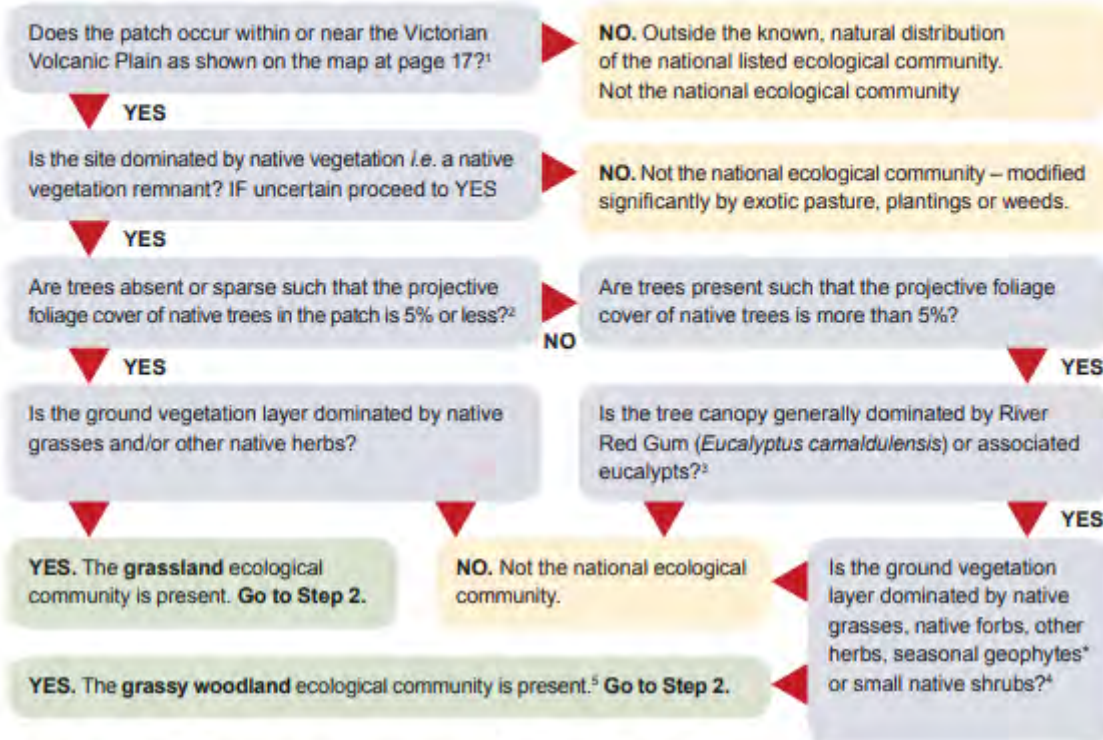 Does the patch occur within or near the Victorian
Volcanic Plain as shown on the map at page 17?¹
NO. Outside the known, natural distribution
of the national listed ecological community.
Not the national ecological community
YES
Is the site dominated by native vegetation i.e. a native
vegetation remnant? IF uncertain proceed to YES
NO. Not the national ecological community – modified
significantly by exotic pasture, plantings or weeds.
YES
Are trees absent or sparse such that the projective
foliage cover of native trees in the patch is 5% or less?²
NO
Are trees present such that the projective foliage
cover of native trees is more than 5%?
YES
YES
Is the ground vegetation layer dominated by native
grasses and/or other native herbs?
Is the tree canopy generally dominated by River
Red Gum (Eucalyptus camaldulensis) or associated
eucalypts?³
YES
YES. The grassland ecological
community is present. Go to Step 2.
NO. Not the national ecological
community.
Is the ground vegetation
layer dominated by native
grasses, native forbs, other
herbs, seasonal geophytes*
or small native shrubs?⁴
YES. The grassy woodland ecological community is present.⁵ Go to Step 2.